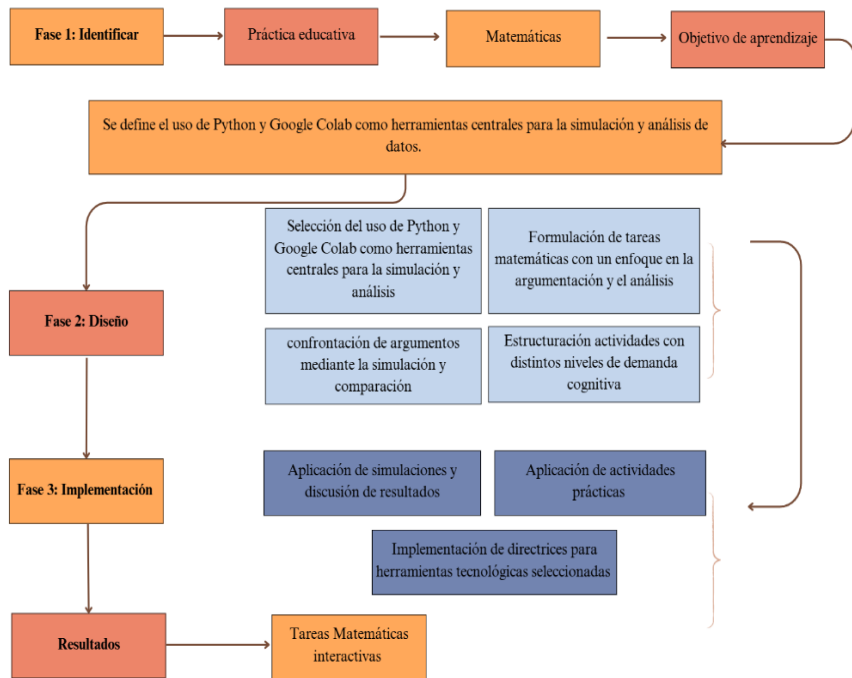 Fase 1: Identificar
Práctica educativa
Matemáticas
Objetivo de aprendizaje
Se define el uso de Python y Google Colab como herramientas centrales para la simulación y análisis de
datos.
Selección del uso de Python y
Google Colab como herramientas
centrales para la simulación y
análisis
Formulación de tareas
matemáticas con un enfoque en la
argumentación y el análisis
Fase 2: Diseño
confrontación de argumentos
mediante la simulación y
comparación
Estructuración actividades con
distintos niveles de demanda
cognitiva
Fase 3: Implementación
Aplicación de simulaciones y
discusión de resultados
Aplicación de actividades
prácticas
Implementación de directrices para
herramientas tecnológicas seleccionadas
Resultados
Tareas Matemáticas
interactivas